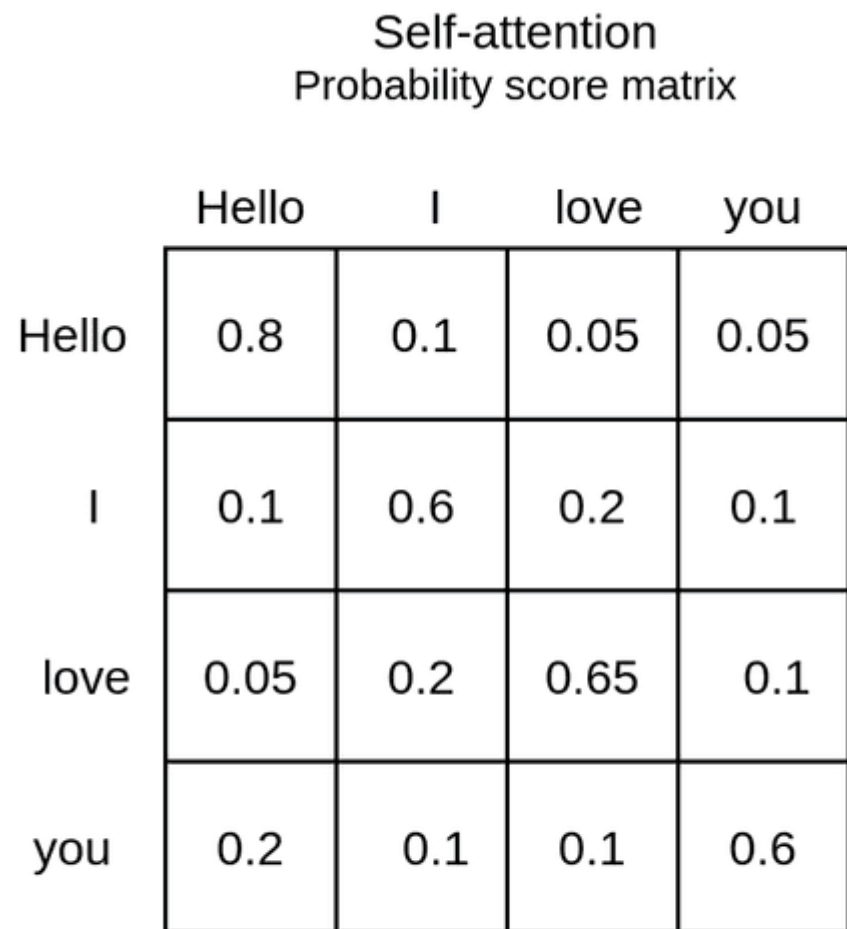 Self-attention
Probability score matrix
Hello I love you
Hello 0.8 0.1 0.05 0.05
I 0.1 0.6 0.2 0.1
love 0.05 0.2 0.65 0.1
you 0.2 0.1 0.1 0.6